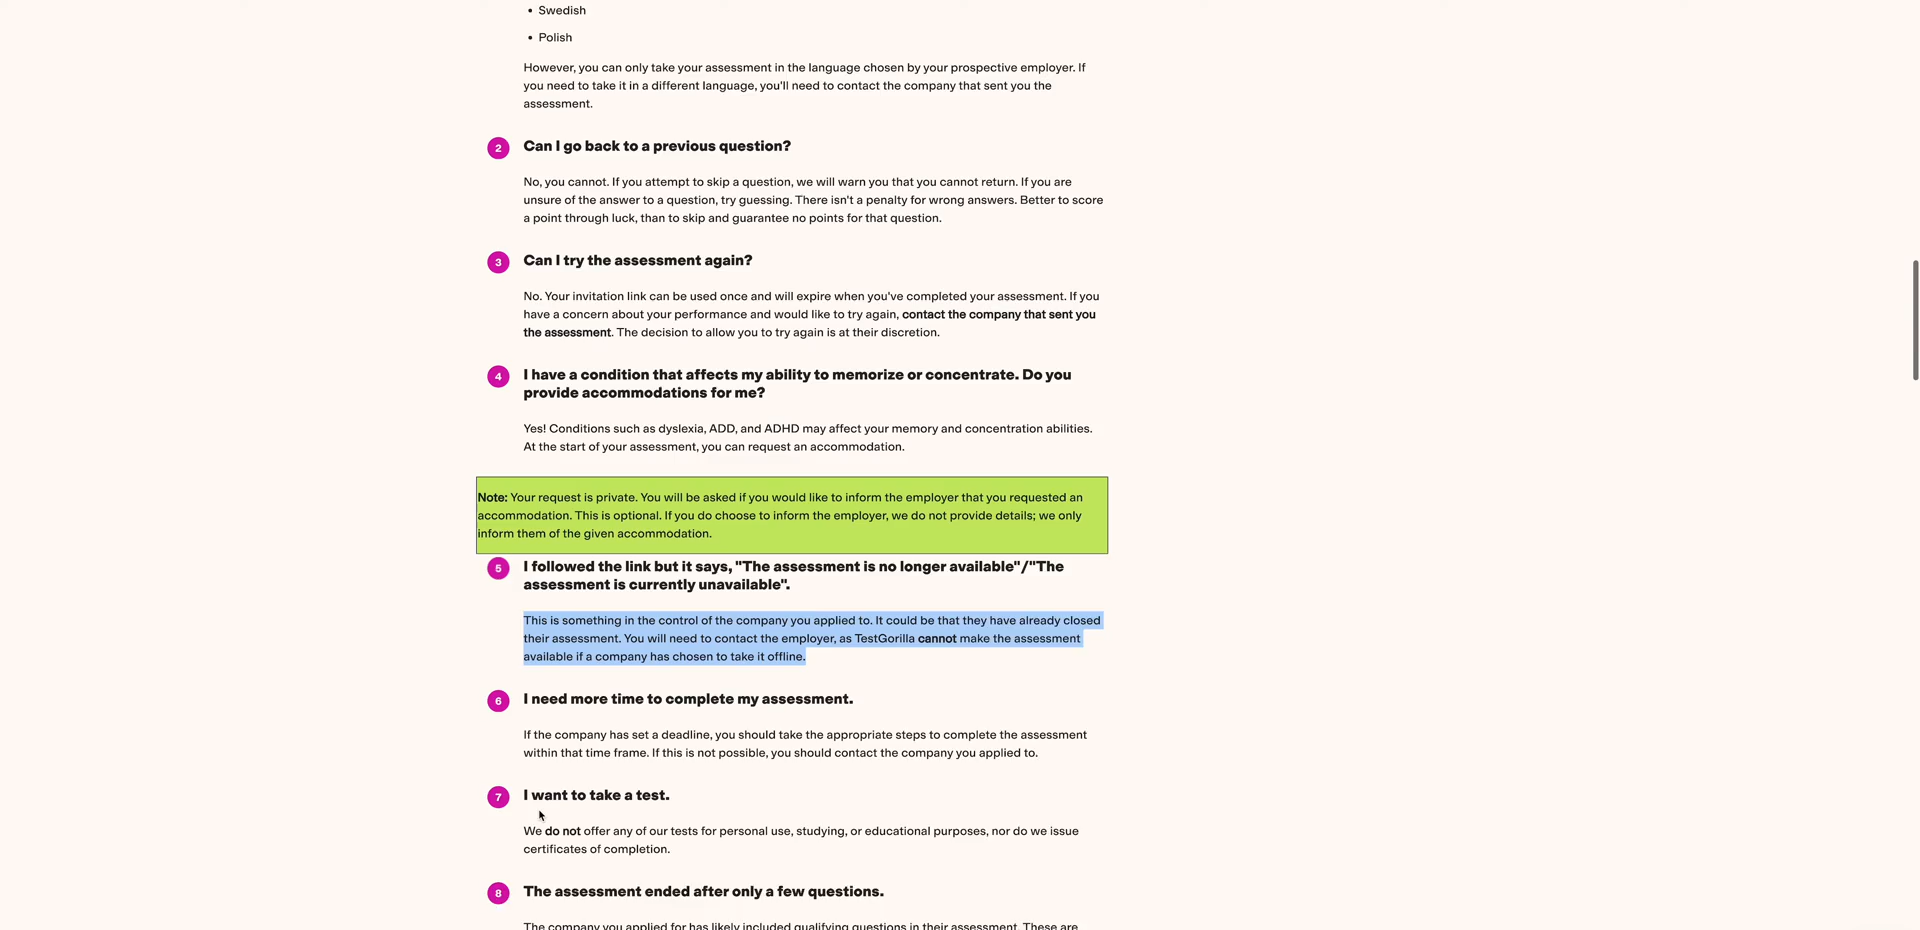 • Swedish
• Polish
However, you can only take your assessment in the language chosen by your prospective employer. If
you need to take it in a different language, you'll need to contact the company that sent you the
assessment.
2 Can I go back to a previous question?
No, you cannot. If you attempt to skip a question, we will warn you that you cannot return. If you are
unsure of the answer to a question, try guessing. There isn't a penalty for wrong answers. Better to score
a point through luck, than to skip and guarantee no points for that question.
3 Can I try the assessment again?
No. Your invitation link can be used once and will expire when you've completed your assessment. If you
have a concern about your performance and would like to try again, contact the company that sent you
the assessment. The decision to allow you to try again is at their discretion.
4 I have a condition that affects my ability to memorize or concentrate. Do you
provide accommodations for me?
Yes! Conditions such as dyslexia, ADD, and ADHD may affect your memory and concentration abilities.
At the start of your assessment, you can request an accommodation.
Note: Your request is private. You will be asked if you would like to inform the employer that you requested an
accommodation. This is optional. If you do choose to inform the employer, we do not provide details; we only
inform them of the given accommodation.
5 I followed the link but it says, "The assessment is no longer available"/"The
assessment is currently unavailable".
This is something in the control of the company you applied to. It could be that they have already closed
their assessment. You will need to contact the employer, as TestGorilla cannot make the assessment
available if a company has chosen to take it offline.
6 I need more time to complete my assessment.
If the company has set a deadline, you should take the appropriate steps to complete the assessment
within that time frame. If this is not possible, you should contact the company you applied to.
7 I want to take a test.
We do not offer any of our tests for personal use, studying, or educational purposes, nor do we issue
certificates of completion.
8 The assessment ended after only a few questions.
The company you applied for has likely included qualifying questions in their assessment. These are